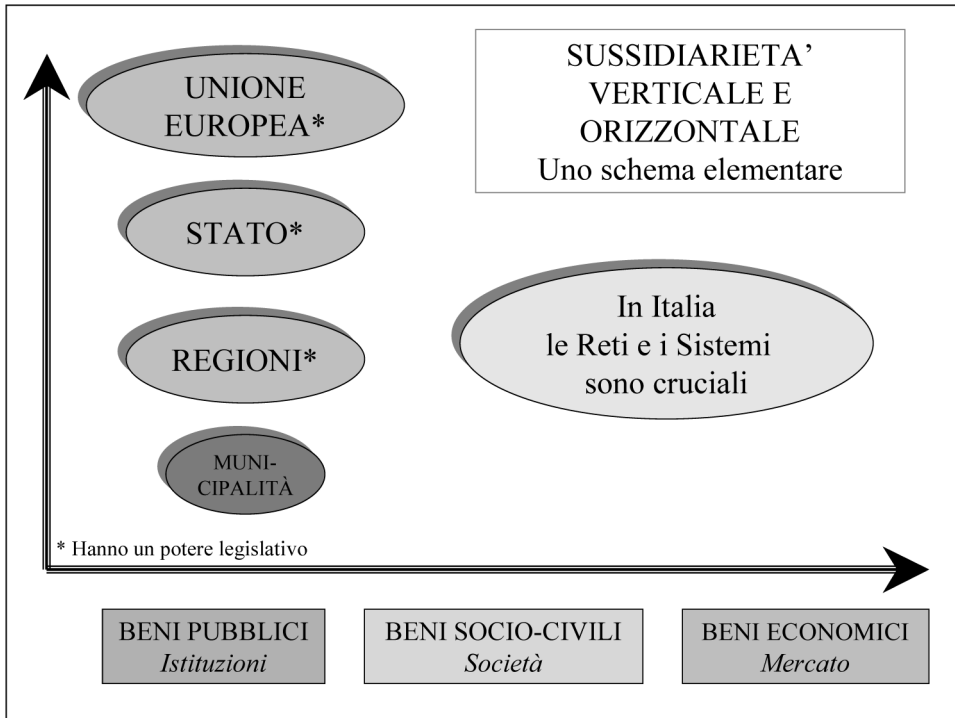 UNIONE
EUROPEA*
SUSSIDIARIETA’
VERTICALE E
ORIZZONTALE
Uno schema elementare
STATO*
In Italia
le Reti e i Sistemi
sono cruciali
REGIONI*
MUNI-
CIPALITÀ
* Hanno un potere legislativo
BENI PUBBLICI
Istituzioni
BENI SOCIO-CIVILI
Società
BENI ECONOMICI
Mercato